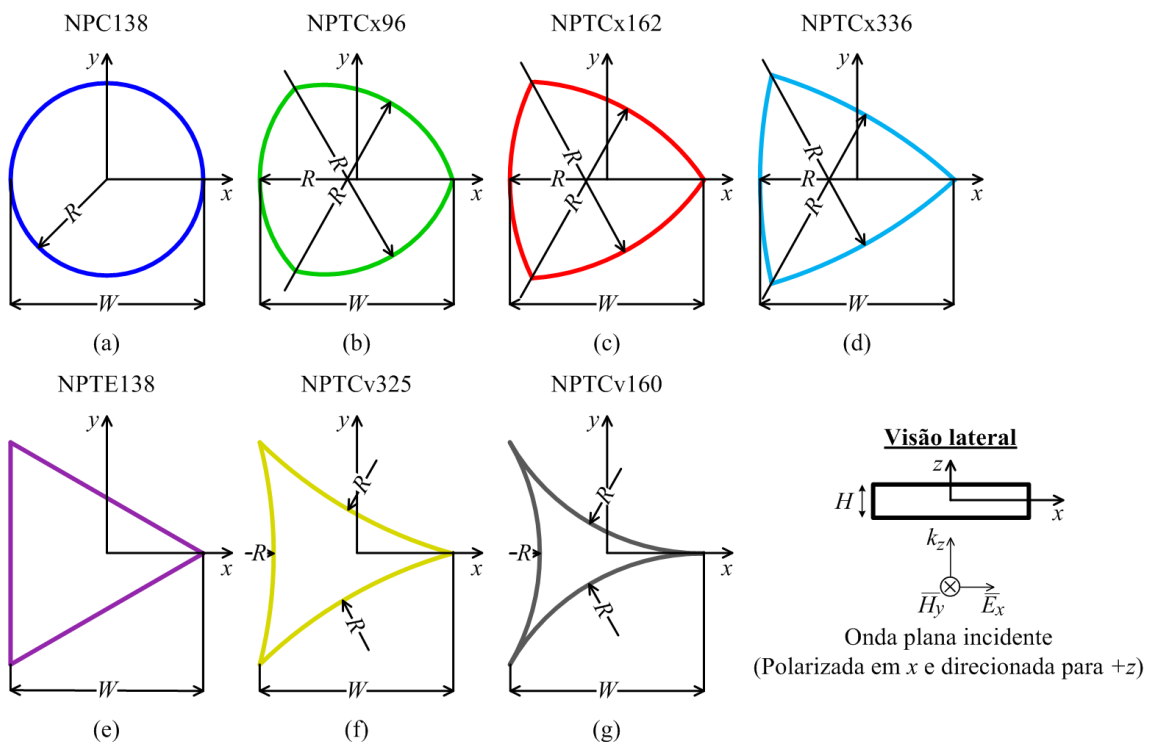 NPC138
NPTCx96
NPTCx162
NPTCx336
y
x
R
W
(a)
y
x
R
R
R
W
(b)
y
x
R
R
R
W
(c)
y
x
R
R
R
W
(d)
NPTE138
NPTCv325
NPTCv160
y
x
W
(e)
y
x
R
R
R
W
(f)
y
x
R
R
R
W
(g)
Visão lateral
z
H
x
kz
Hy
Ex
Onda plana incidente
(Polarizada em x e direcionada para +z)